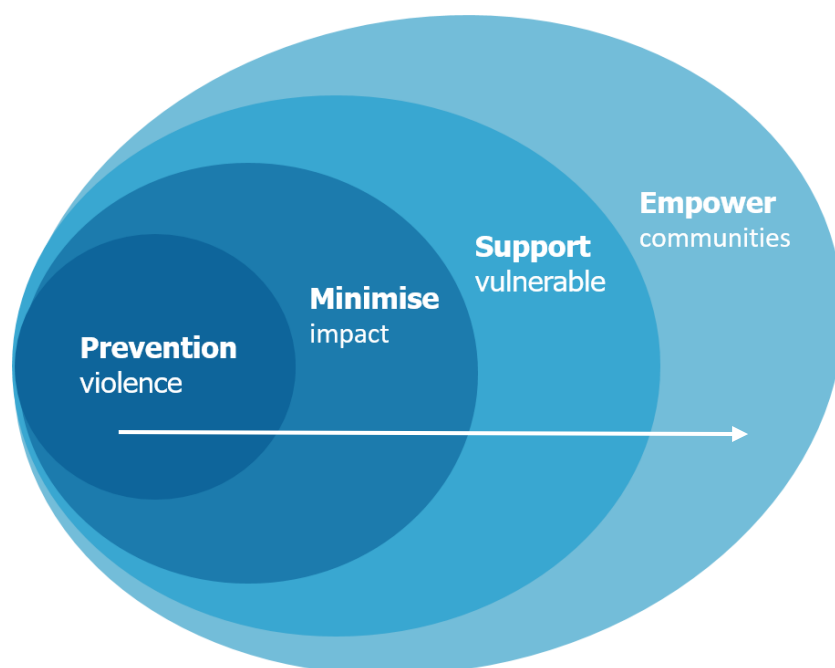 Prevention
violence
Minimise
impact
Support
vulnerable
Empower
communities